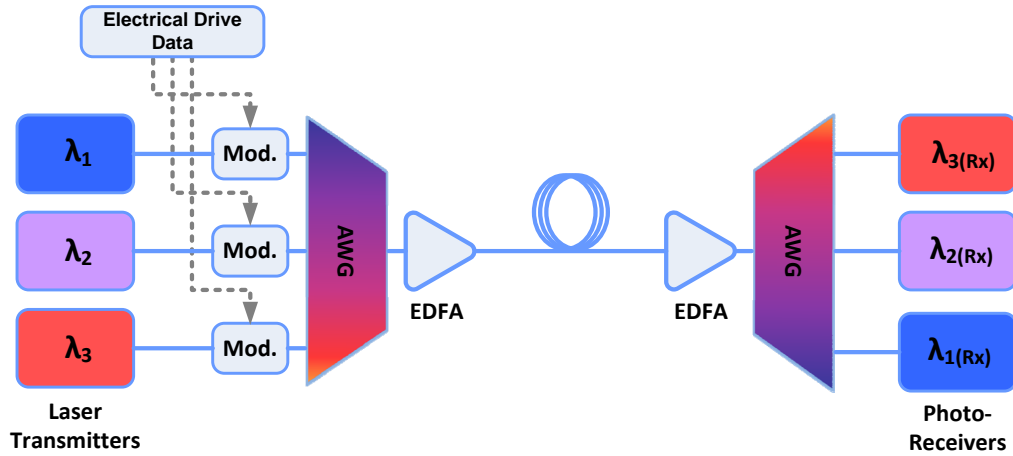 Electrical Drive
Data
λ1
Mod.
λ3(Rx)
λ2
Mod.
AWG
AWG
λ2(Rx)
EDFA
EDFA
λ3
Mod.
λ1(Rx)
Laser
Transmitters
Photo-
Receivers